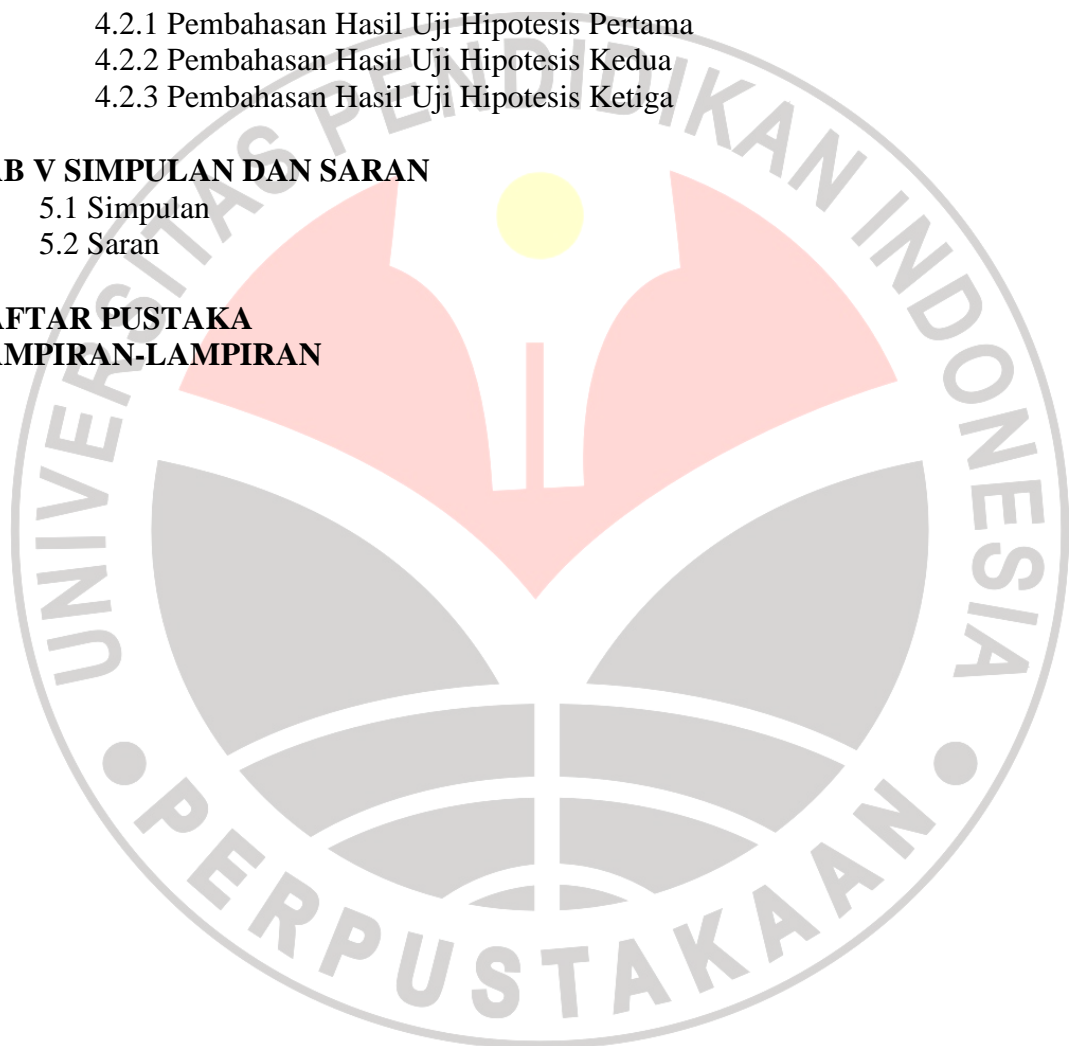 4.2.1 Pembahasan Hasil Uji Hipotesis Pertama
4.2.2 Pembahasan Hasil Uji Hipotesis Kedua
4.2.3 Pembahasan Hasil Uji Hipotesis Ketiga
AB V SIMPULAN DAN SARAN
5.1 Simpulan
5.2 Saran
AFTAR PUSTAKA
AMPIRAN-LAMPIRAN
UNIVERSITAS PENDIDIKAN INDONESIA
PERPUSTAKAAN